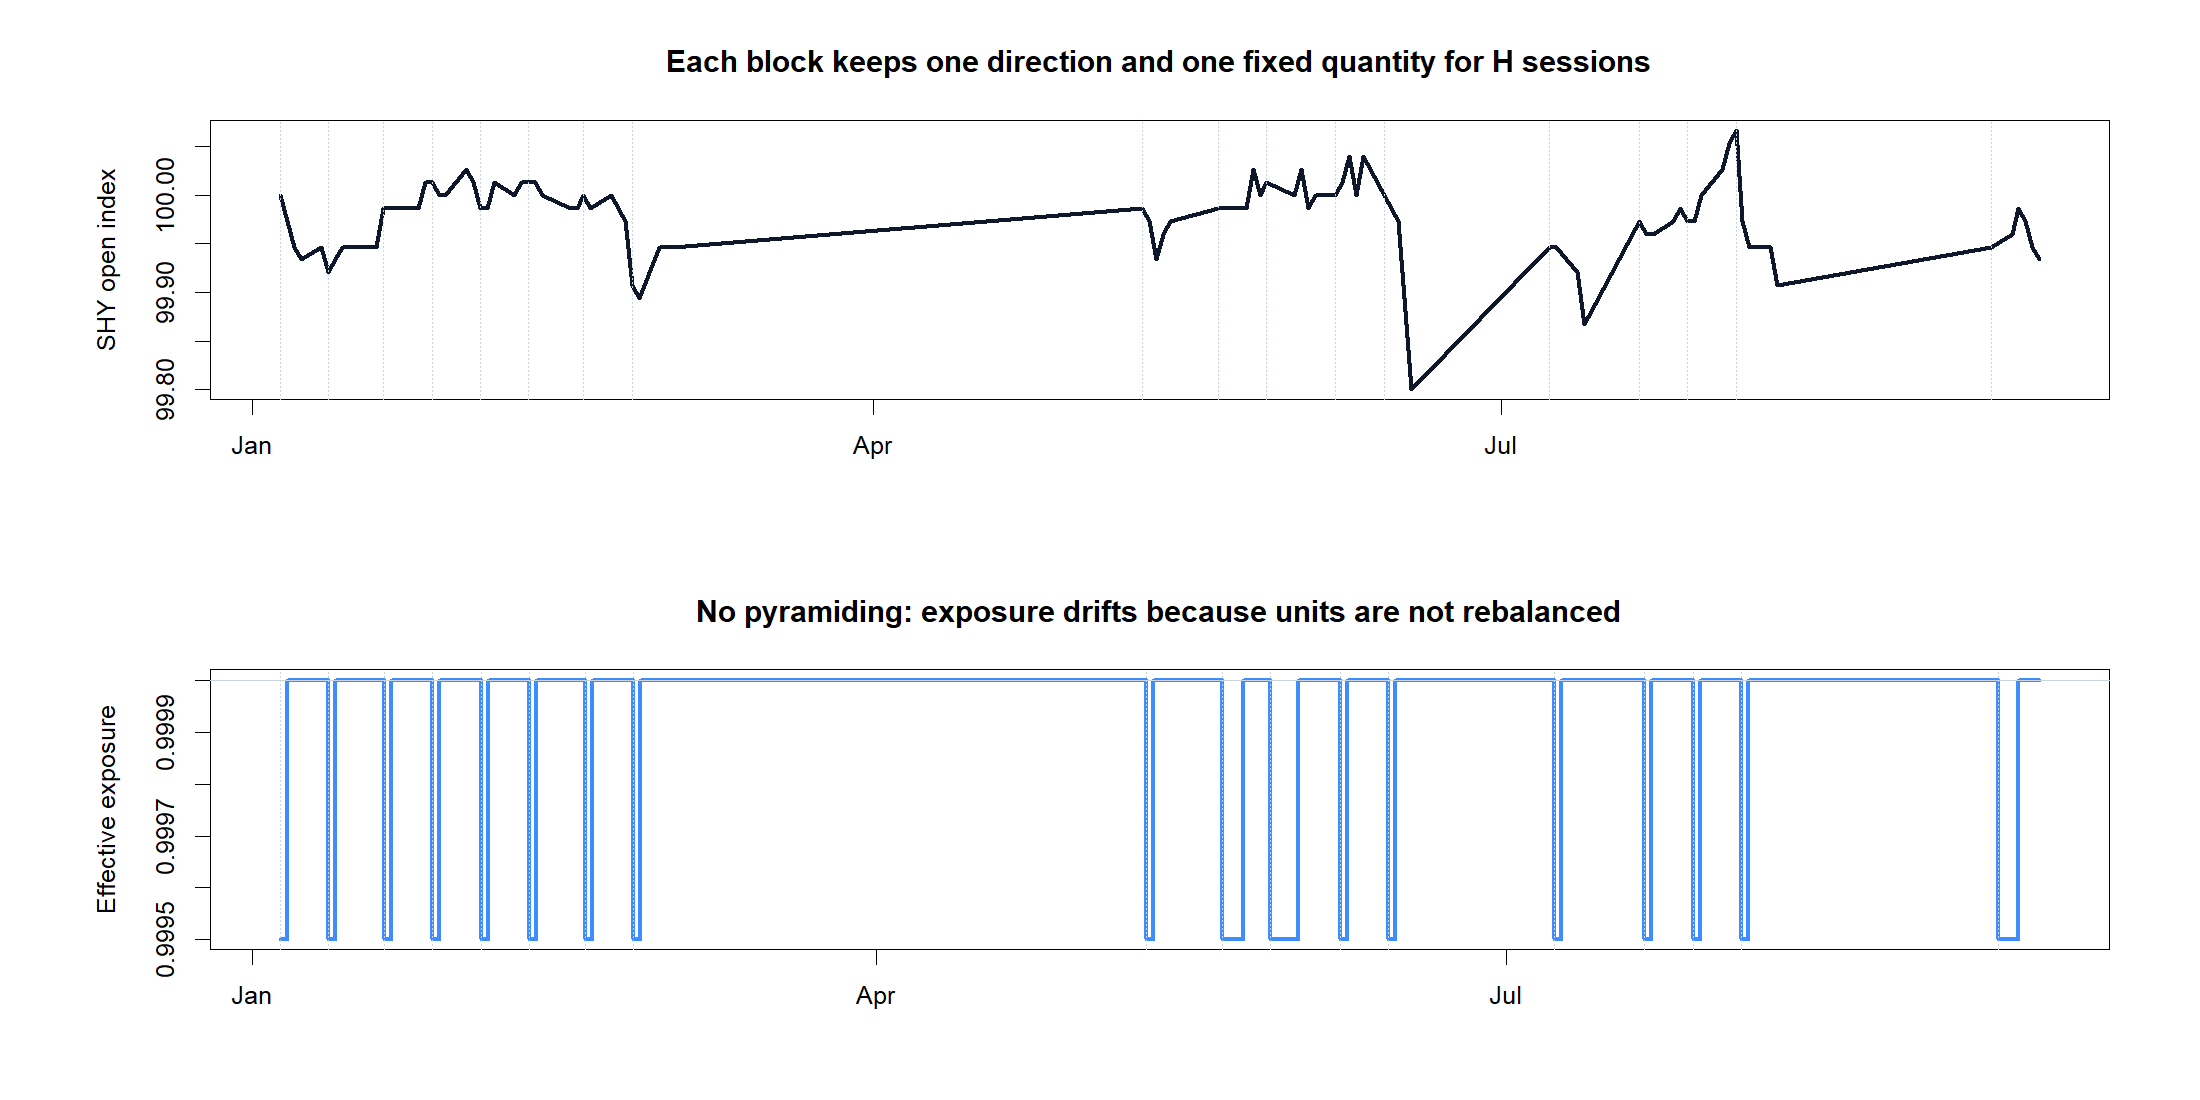 Each block keeps one direction and one fixed quantity for H sessions
SHY open index
100.00
99.90
99.80
Jan
Apr
Jul
No pyramiding: exposure drifts because units are not rebalanced
Effective exposure
0.9999
0.9997
0.9995
Jan
Apr
Jul